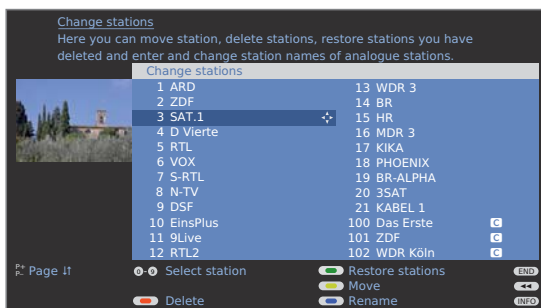 Change stations
Here you can move station, delete stations, restore stations you have
deleted and enter and change station names of analogue stations.
Change stations
1 ARD
2 ZDF
3 SAT.1
4 D Vierte
5 RTL
6 VOX
7 S-RTL
8 N-TV
9 DSF
10 EinsPlus
11 9Live
12 RTL2
13 WDR 3
14 BR
15 HR
16 MDR 3
17 KIKA
18 PHOENIX
19 BR-ALPHA
20 3SAT
21 KABEL 1
100 Das Erste C
101 ZDF C
102 WDR Köln C
P+ P- Page
0-9 Select station
Restore stations END
Move
Delete
Rename INFO